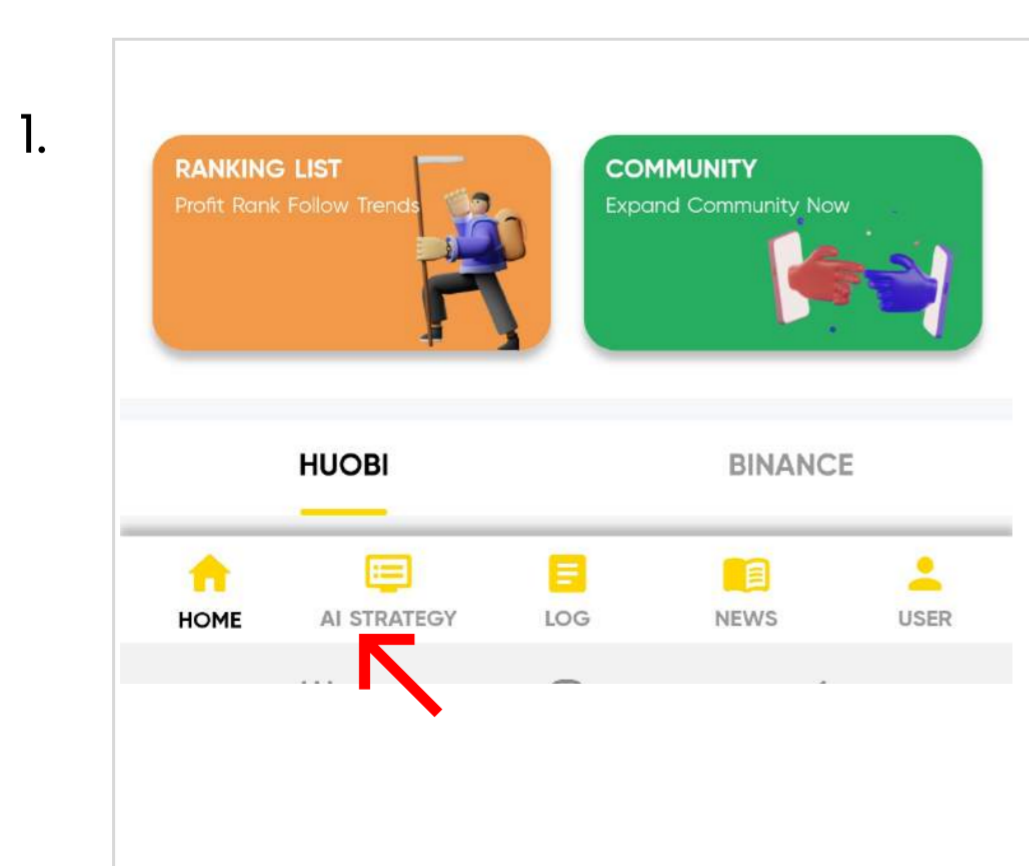 1.
RANKING LIST
Profit Rank Follow Trends
COMMUNITY
Expand Community Now
HUOBI
BINANCE
HOME
AI STRATEGY
LOG
NEWS
USER